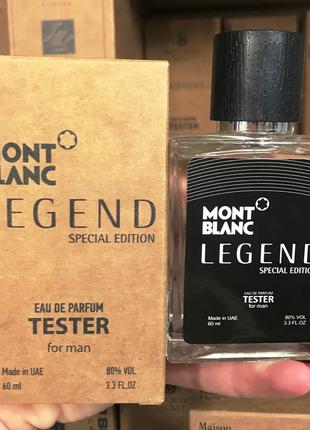 MONT
BLANC
LEGEND
SPECIAL EDITION
EAU DE PARFUM
TESTER
for man
Made in UAE 80% VOL
60 ml 3.3 FL.OZ
MONT
BLANC
LEGEND
SPECIAL EDITION
EAU DE PARFUM
TESTER
for man
Made in UAE 80% VOL
60 ml 3.3 FL.OZ
TESTER
Maison